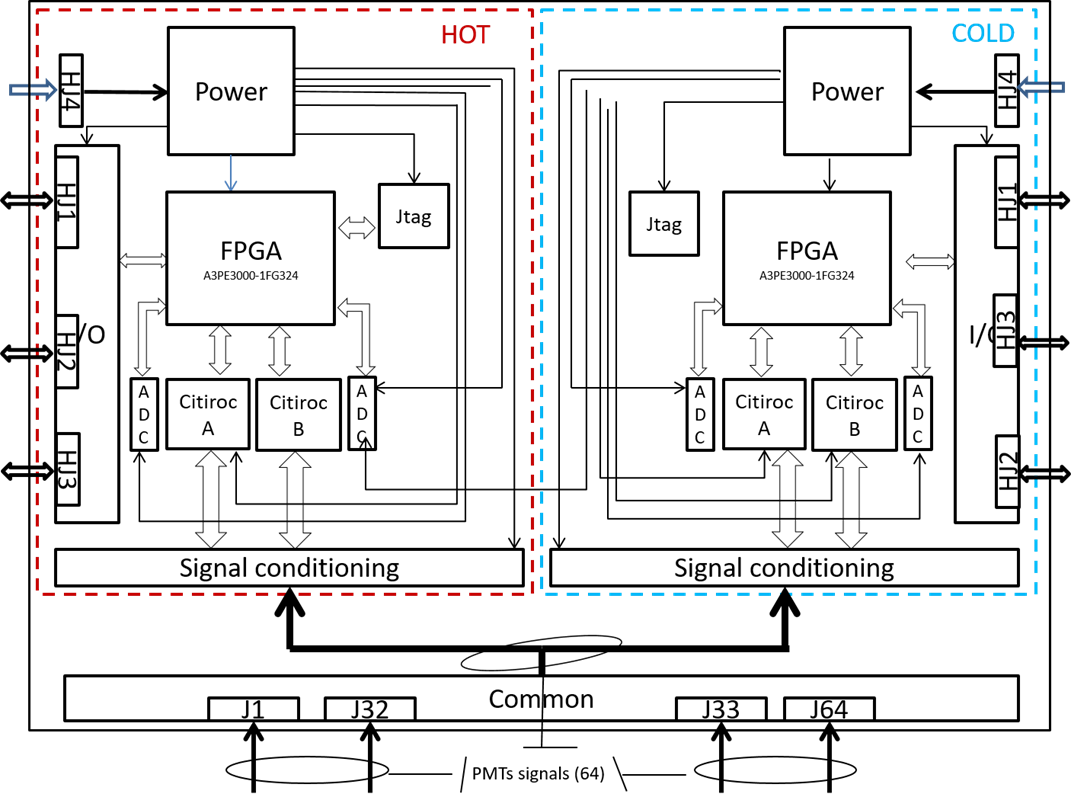 HOT
COLD
HJ4
Power
Power
HJ4
HJ1
Jtag
Jtag
HJ1
FPGA
A3PE3000-1FG324
FPGA
A3PE3000-1FG324
HJ2
/O
I/O
HJ3
ADC
Citiroc
A
Citiroc
B
ADC
ADC
Citiroc
A
Citiroc
B
ADC
HJ3
HJ2
Signal conditioning
Signal conditioning
Common
J1
J32
J33
J64
PMTs signals (64)